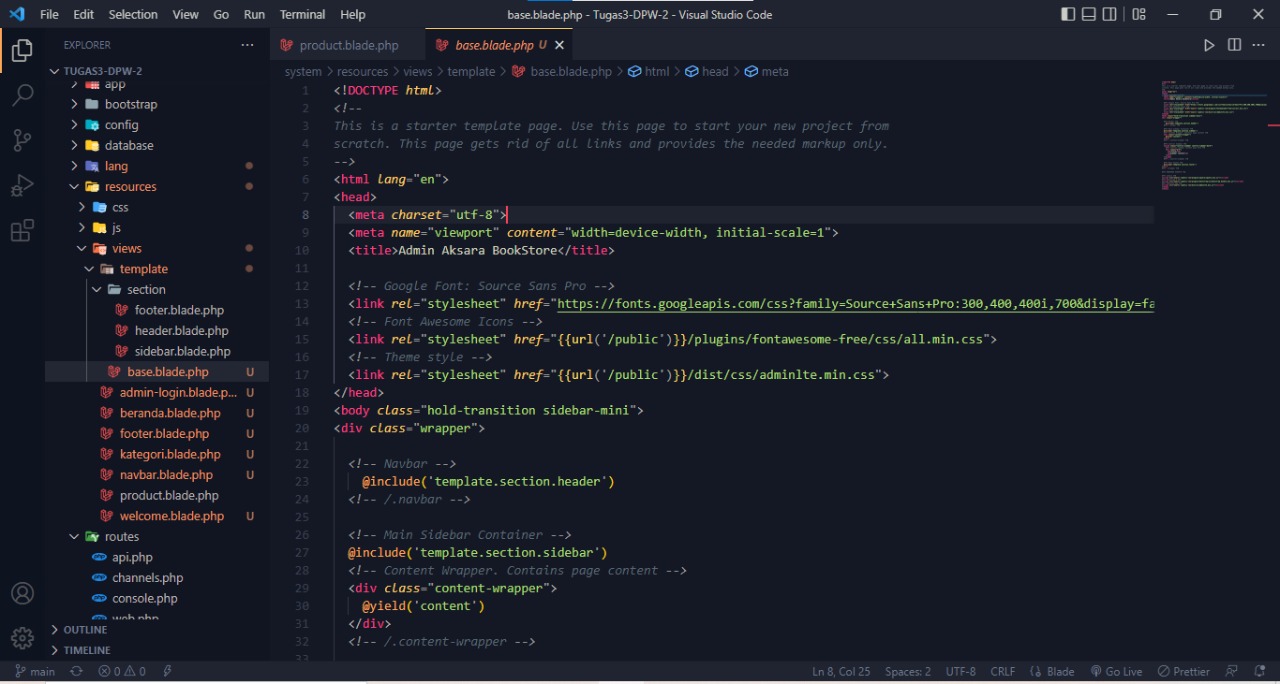 File Edit Selection View Go Run Terminal Help
base.blade.php - Tugas3-DPW-2 - Visual Studio Code
EXPLORER
TUGAS3-DPW-2
app
bootstrap
config
database
lang
resources
css
js
views
template
section
footer.blade.php
header.blade.php
sidebar.blade.php
base.blade.php U
admin-login.blade.p... U
beranda.blade.php U
footer.blade.php U
kategori.blade.php U
navbar.blade.php U
product.blade.php
welcome.blade.php U
routes
api.php
channels.php
console.php
web.php
OUTLINE
TIMELINE
product.blade.php
base.blade.php U
system > resources > views > template > base.blade.php > html > head > meta
1 <!DOCTYPE html>
2 <!--
3 This is a starter template page. Use this page to start your new project from
4 scratch. This page gets rid of all links and provides the needed markup only.
5 -->
6 <html lang="en">
7 <head>
8 <meta charset="utf-8">
9 <meta name="viewport" content="width=device-width, initial-scale=1">
10 <title>Admin Aksara BookStore</title>
11
12 <!-- Google Font: Source Sans Pro -->
13 <link rel="stylesheet" href="https://fonts.googleapis.com/css?family=Source+Sans+Pro:300,400,400i,700&display=fa
14 <!-- Font Awesome Icons -->
15 <link rel="stylesheet" href="{{url('/public')}}/plugins/fontawesome-free/css/all.min.css">
16 <!-- Theme style -->
17 <link rel="stylesheet" href="{{url('/public')}}/dist/css/adminlte.min.css">
18 </head>
19 <body class="hold-transition sidebar-mini">
20 <div class="wrapper">
21
22 <!-- Navbar -->
23 @include('template.section.header')
24 <!-- /.navbar -->
25
26 <!-- Main Sidebar Container -->
27 @include('template.section.sidebar')
28 <!-- Content Wrapper. Contains page content -->
29 <div class="content-wrapper">
30 @yield('content')
31 </div>
32 <!-- /.content-wrapper -->
33
main 0 0 Ln 8, Col 25 Spaces: 2 UTF-8 CRLF Blade Go Live Prettier